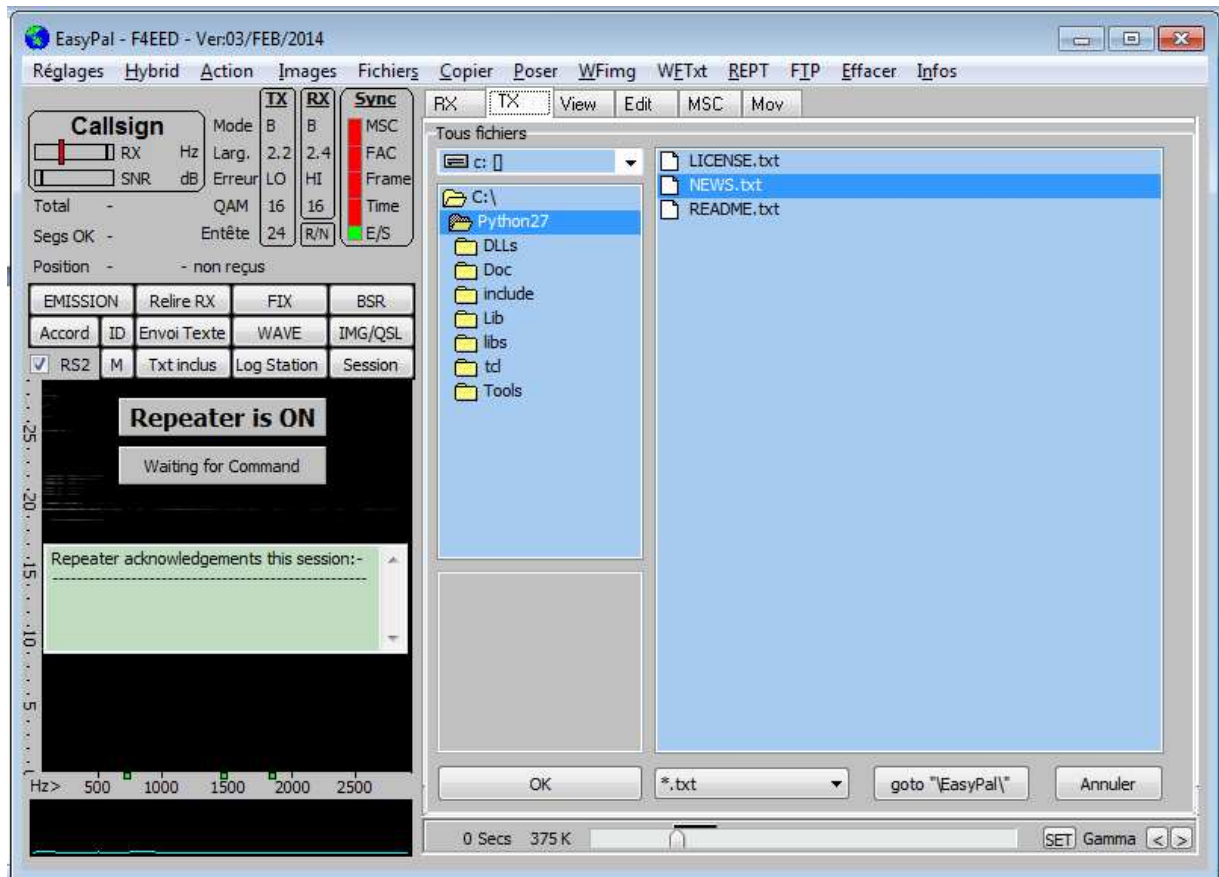 EasyPal - F4EED - Ver:03/FEB/2014
Réglages Hybrid Action Images Fichiers Copier Poser WFimg WFTxt REPT FTP Effacer Infos
TX RX Sync
Callsign
RX Hz
SNR dB
Total -
Segs OK -
Position - - non reçus
Mode B B
Larg. 2.2 2.4
Erreur LO HI
QAM 16 16
Entête 24 R/N
MSC
FAC
Frame
Time
E/S
EMISSION Relire RX FIX BSR
Accord ID Envoi Texte WAVE IMG/QSL
RS2 M Txt inclus Log Station Session
Repeater is ON
Waiting for Command
Repeater acknowledgements this session:-
------------------------------------------------
-25
-20
-15
-10
-5
Hz> 500 1000 1500 2000 2500
RX TX View Edit MSC Mov
Tous fichiers
c: []
C:\
Python27
DLLs
Doc
include
Lib
libs
tcl
Tools
LICENSE.txt
NEWS.txt
README.txt
OK *.txt goto "\EasyPal\" Annuler
0 Secs 375 K SET Gamma < >